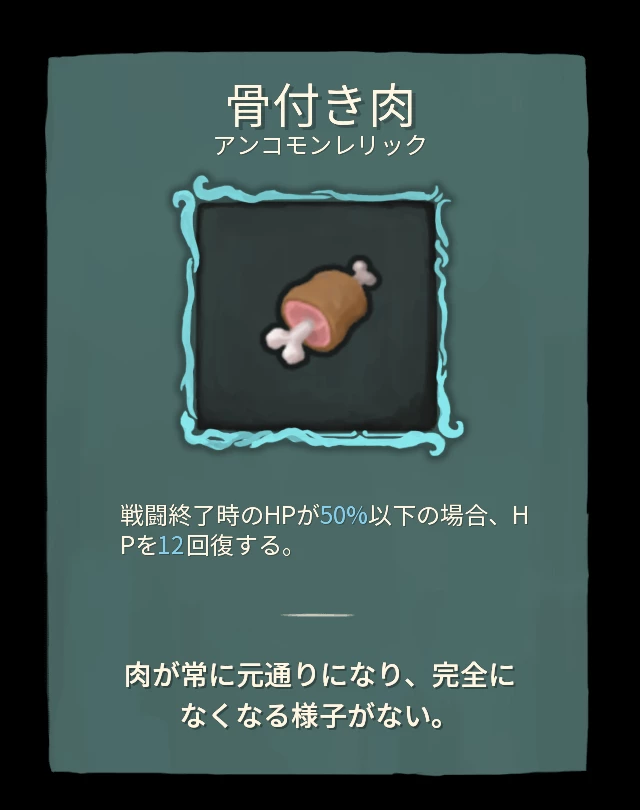 骨付き肉
アンコモンレリック
戦闘終了時のHPが50%以下の場合、H
Pを12回復する。
肉が常に元通りになり、完全に
なくなる様子がない。